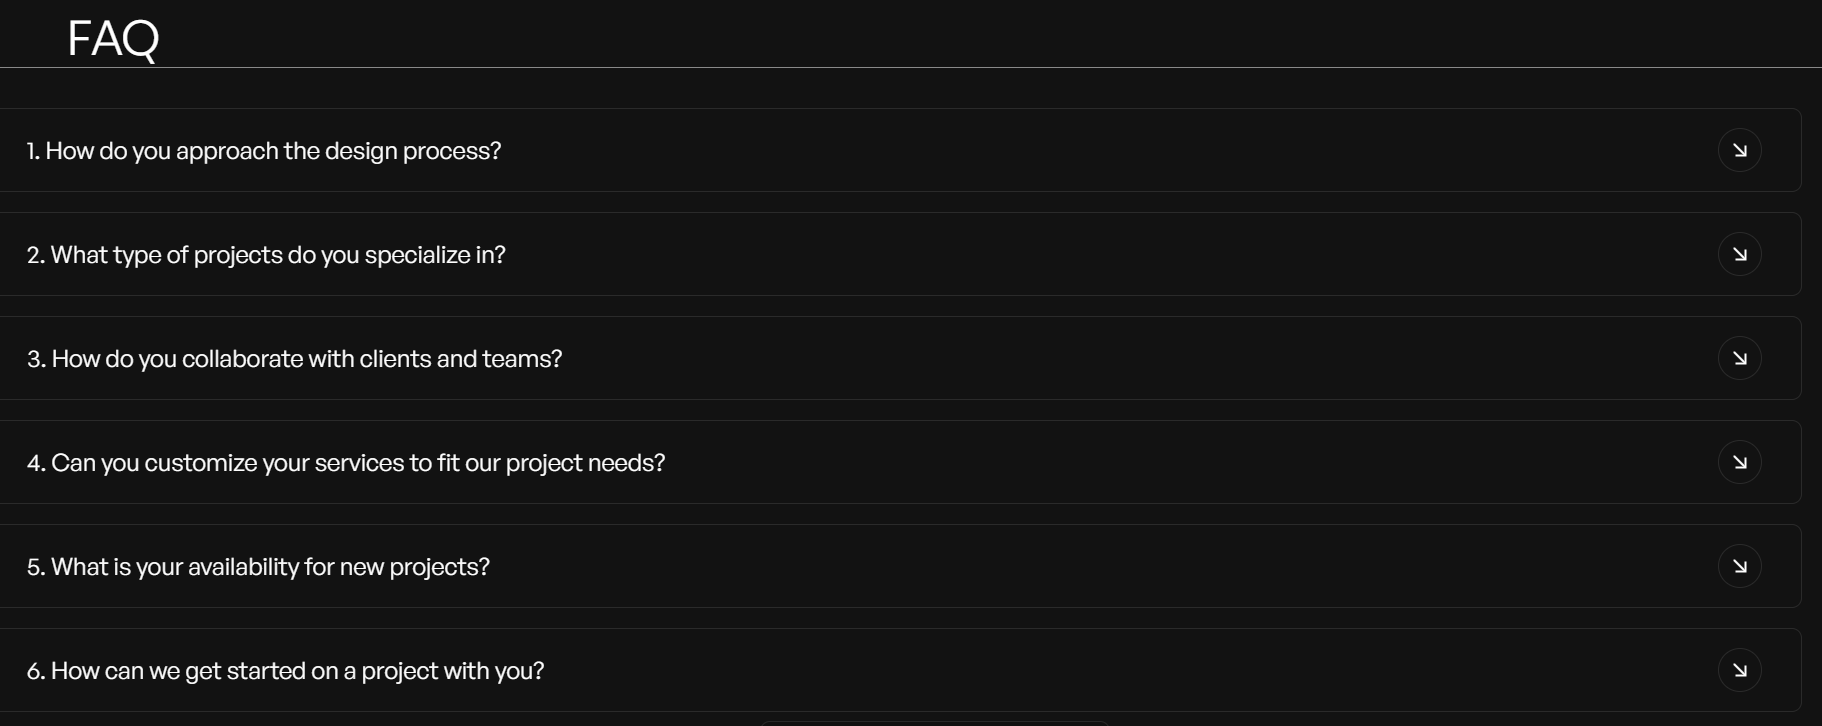 FAQ
1. How do you approach the design process?
2. What type of projects do you specialize in?
3. How do you collaborate with clients and teams?
4. Can you customize your services to fit our project needs?
5. What is your availability for new projects?
6. How can we get started on a project with you?